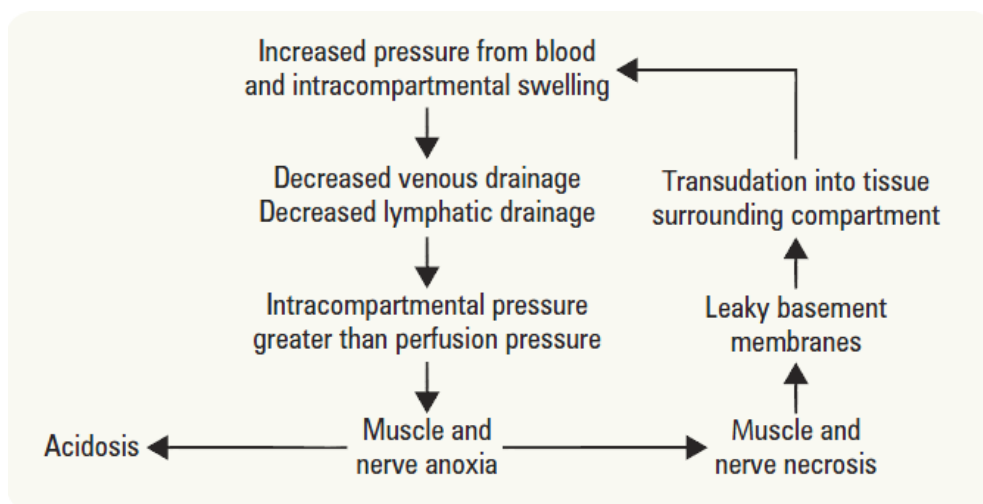 Increased pressure from blood
and intracompartmental swelling
Decreased venous drainage
Decreased lymphatic drainage
Transudation into tissue
surrounding compartment
Intracompartmental pressure
greater than perfusion pressure
Leaky basement
membranes
Acidosis
Muscle and
nerve anoxia
Muscle and
nerve necrosis